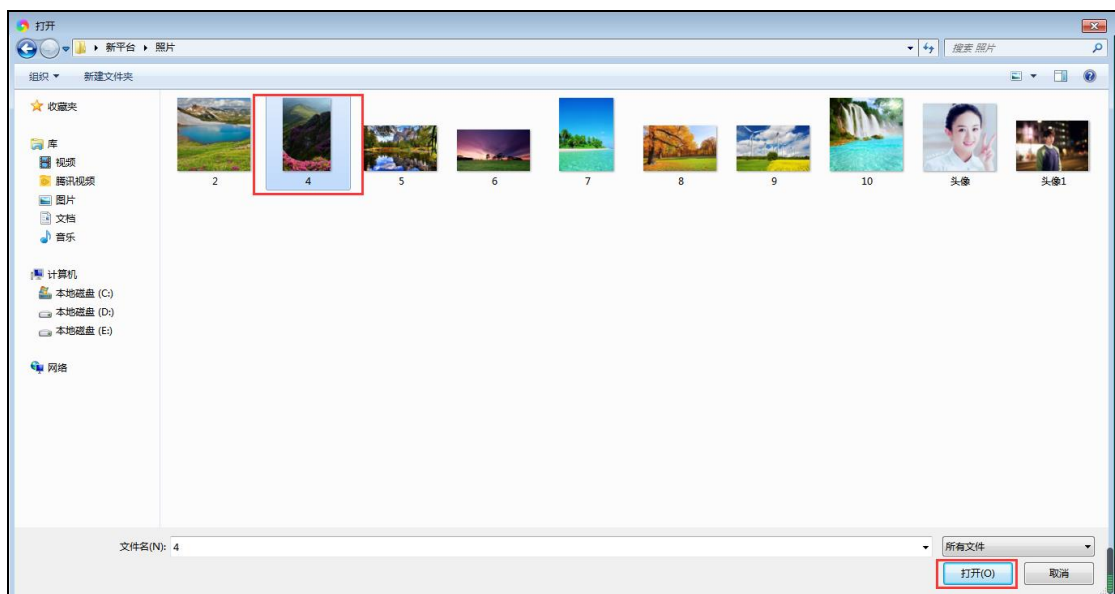 打开
新平台 照片
搜索 照片
组织 新建文件夹
收藏夹
库
视频
腾讯视频
图片
文档
音乐
计算机
本地磁盘 (C:)
本地磁盘 (D:)
本地磁盘 (E:)
网络
2 4 5 6 7 8 9 10 头像 头像1
文件名(N): 4
所有文件
打开(O) 取消